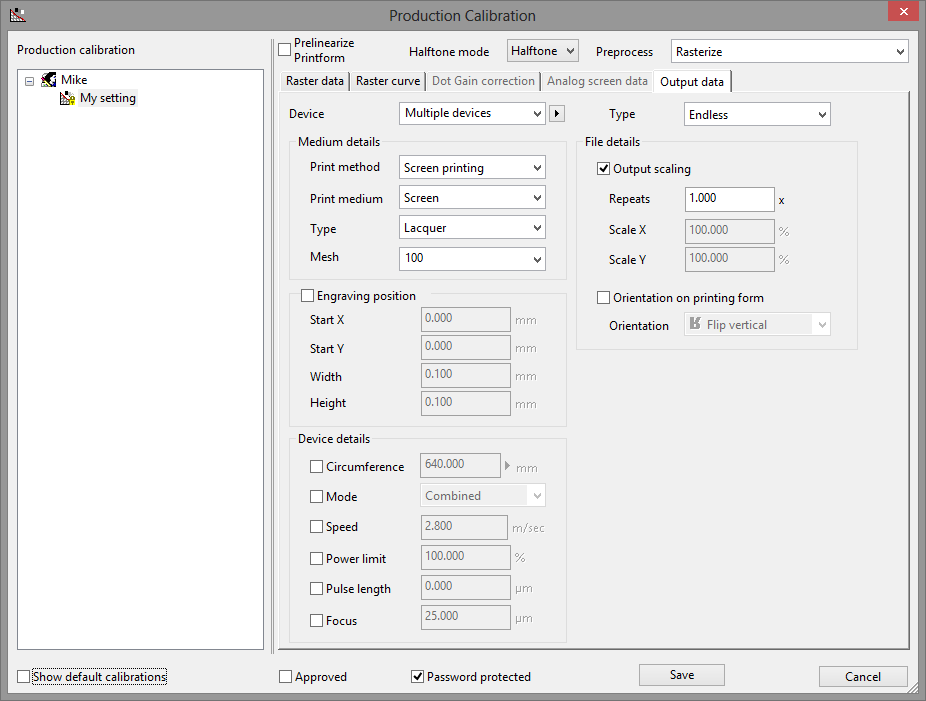 Production Calibration
Production calibration
Mike
My setting
Show default calibrations
Prelinearize
Printform
Halftone mode
Halftone
Preprocess
Rasterize
Raster data
Raster curve
Dot Gain correction
Analog screen data
Output data
Device
Multiple devices
Type
Endless
Medium details
Print method
Screen printing
Print medium
Screen
Type
Lacquer
Mesh
100
Engraving position
Start X
0.000
mm
Start Y
0.000
mm
Width
0.100
mm
Height
0.100
mm
Device details
Circumference
640.000
mm
Mode
Combined
Speed
2.800
m/sec
Power limit
100.000
%
Pulse length
0.000
µm
Focus
25.000
µm
File details
Output scaling
Repeats
1.000
x
Scale X
100.000
%
Scale Y
100.000
%
Orientation on printing form
Orientation
Flip vertical
Approved
Password protected
Save
Cancel